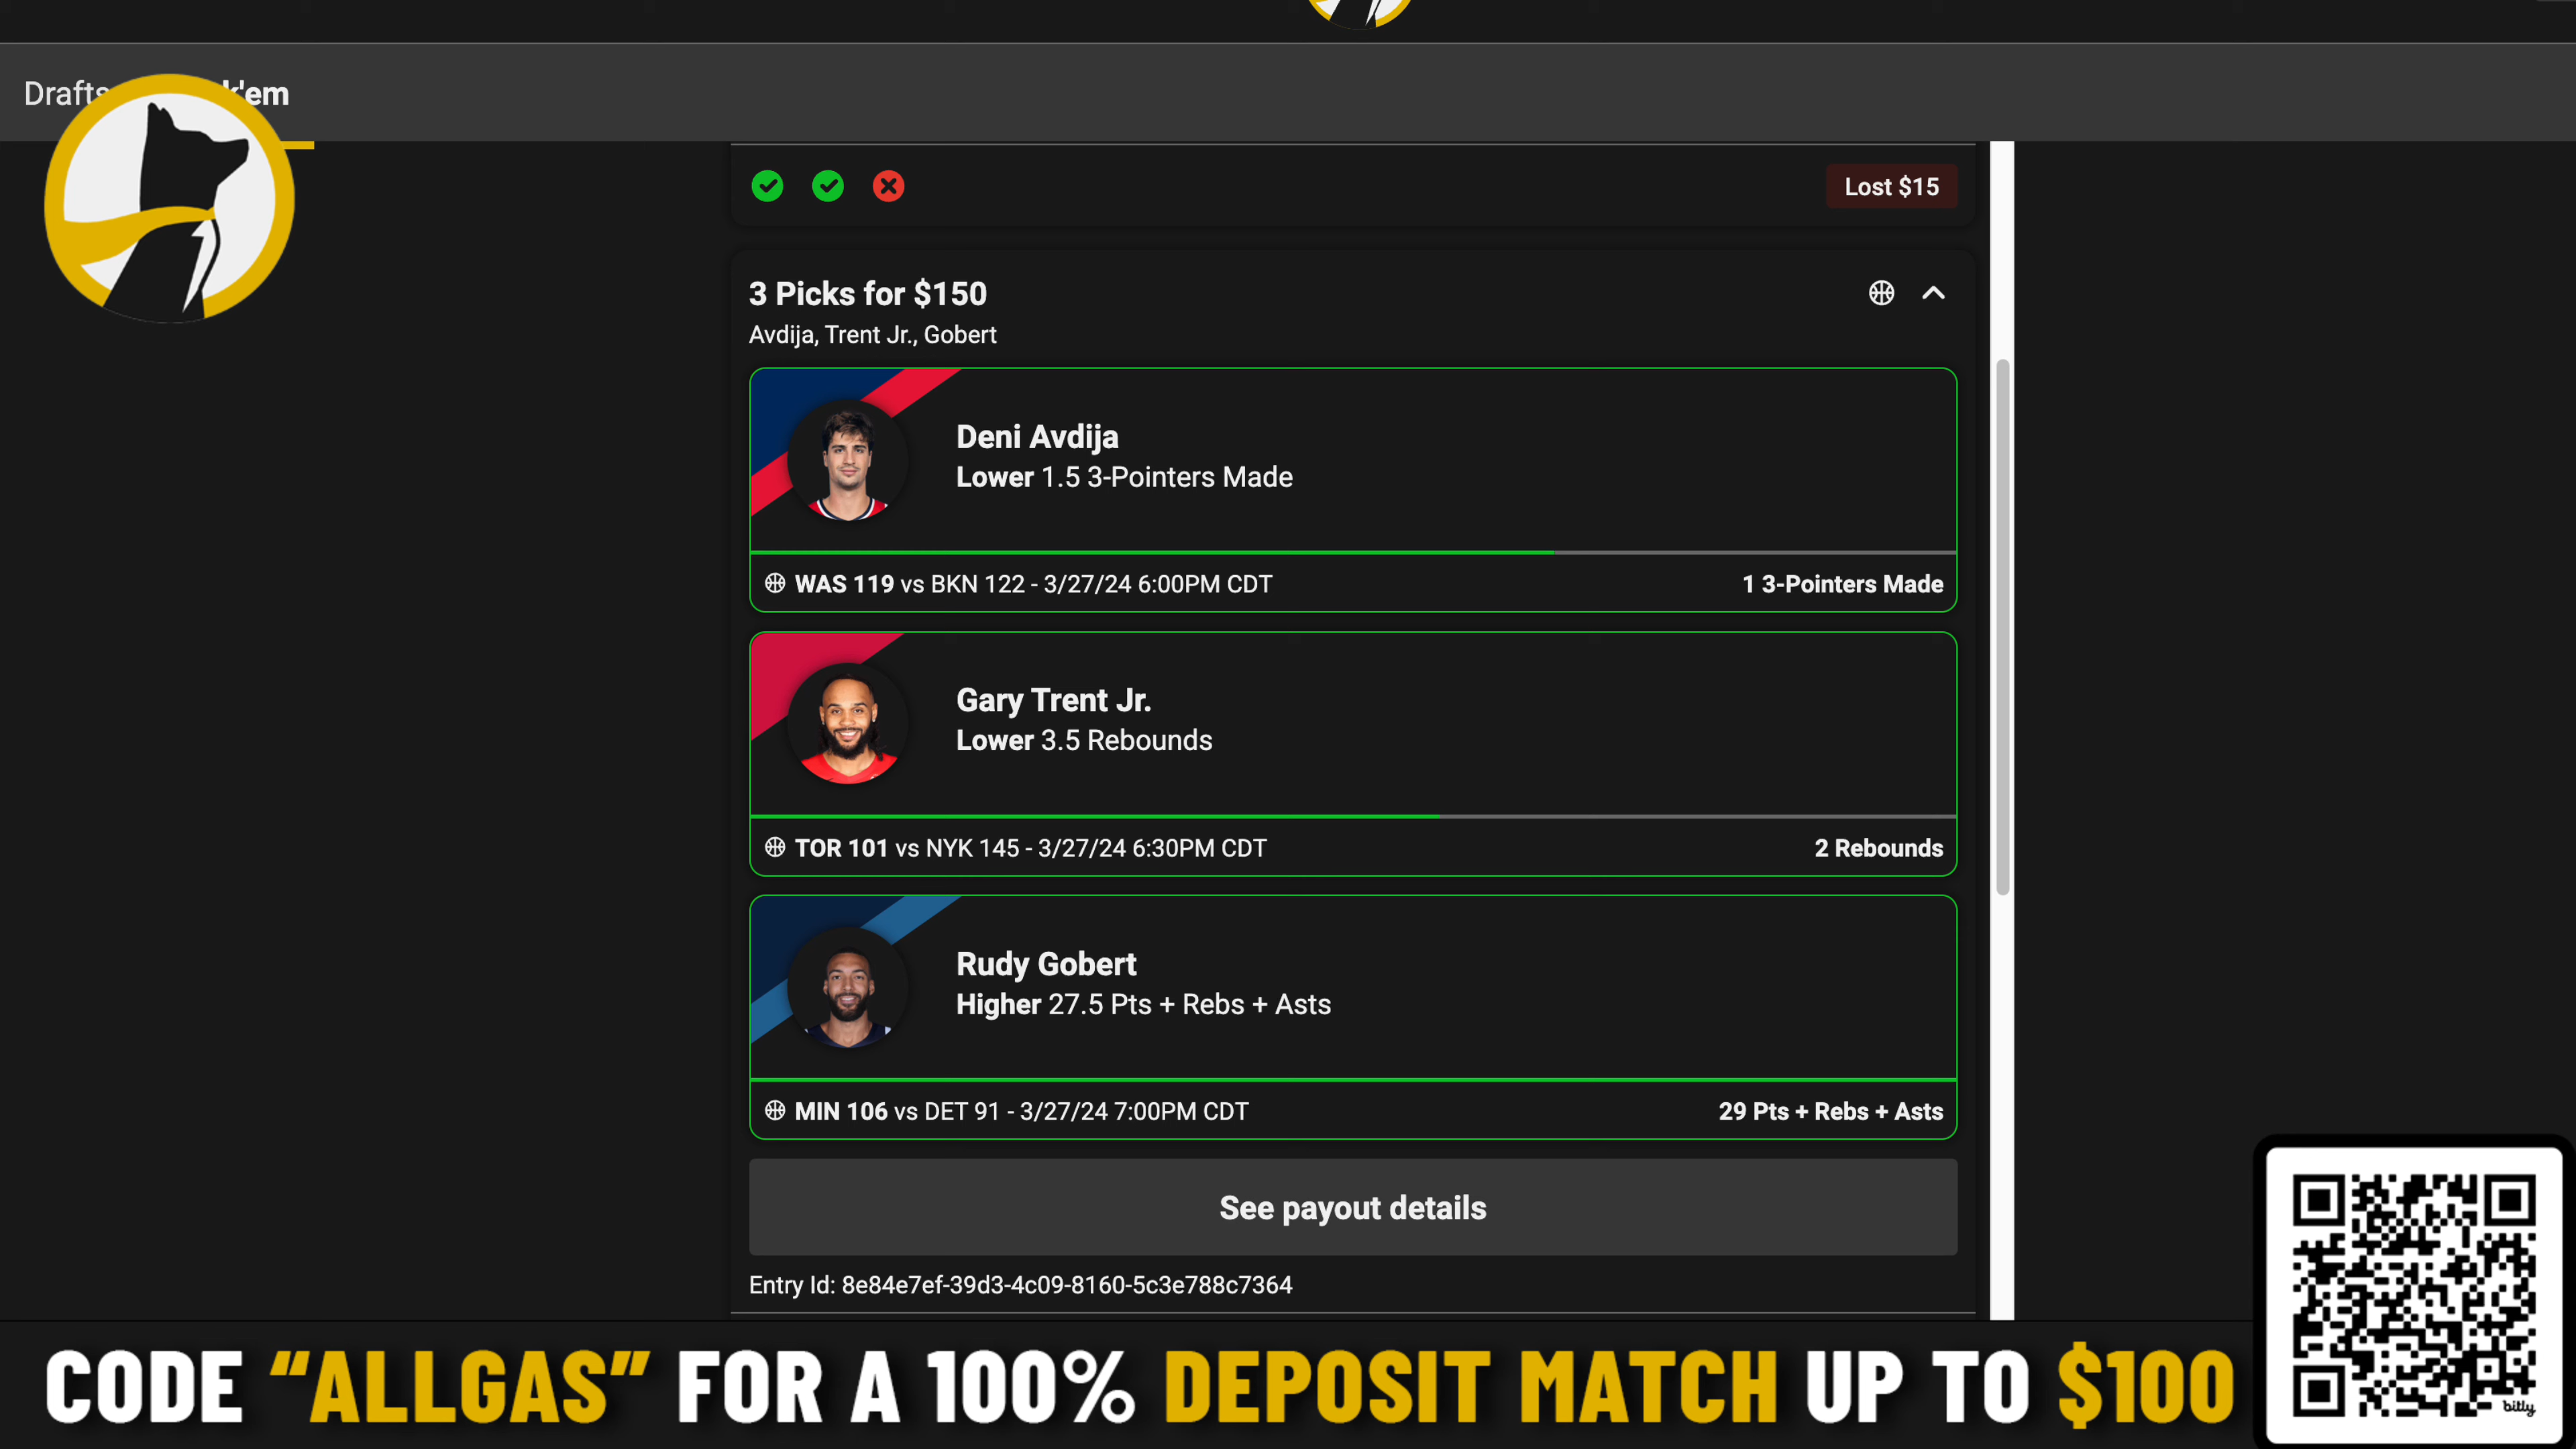 Drafts k'em
Lost $15
3 Picks for $150
Avdija, Trent Jr., Gobert
Deni Avdija
Lower 1.5 3-Pointers Made
WAS 119 vs BKN 122 - 3/27/24 6:00PM CDT 1 3-Pointers Made
Gary Trent Jr.
Lower 3.5 Rebounds
TOR 101 vs NYK 145 - 3/27/24 6:30PM CDT 2 Rebounds
Rudy Gobert
Higher 27.5 Pts + Rebs + Asts
MIN 106 vs DET 91 - 3/27/24 7:00PM CDT 29 Pts + Rebs + Asts
See payout details
Entry Id: 8e84e7ef-39d3-4c09-8160-5c3e788c7364
CODE “ALLGAS” FOR A 100% DEPOSIT MATCH UP TO $100
bitly